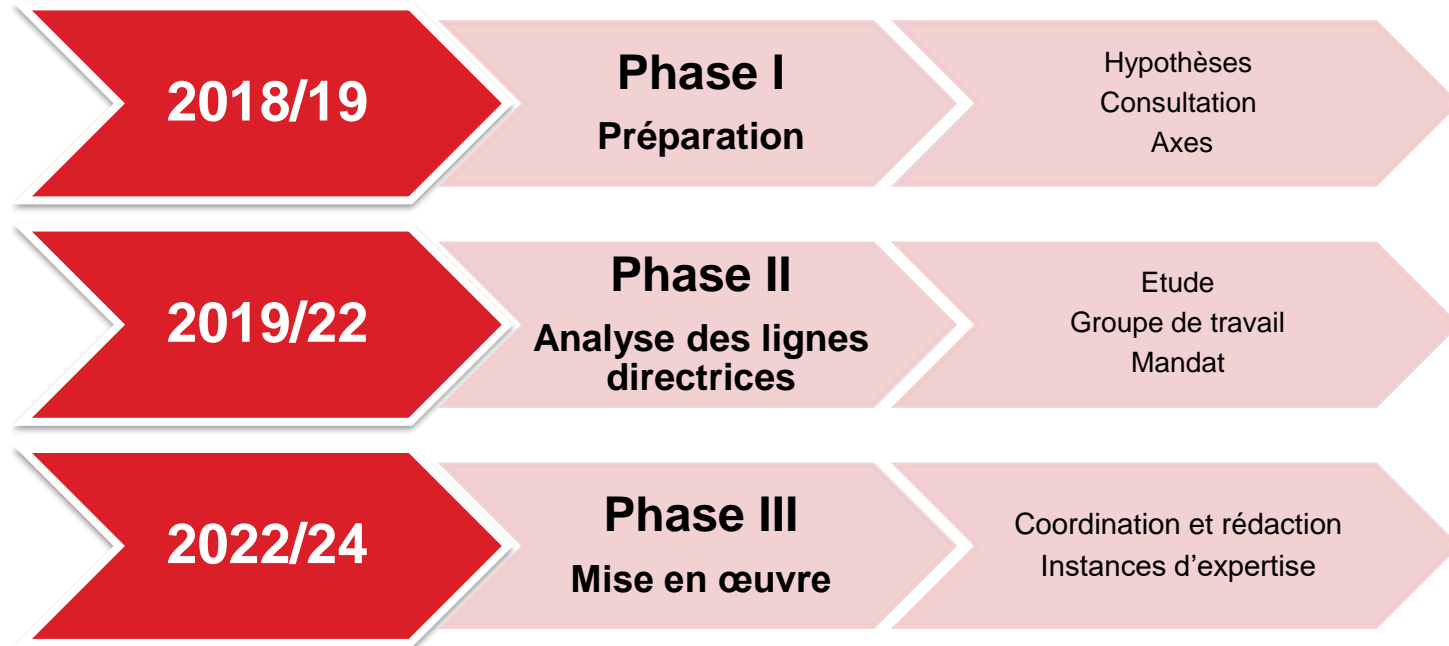 2018/19
Phase I
Préparation
Hypothèses
Consultation
Axes
2019/22
Phase II
Analyse des lignes
directrices
Etude
Groupe de travail
Mandat
2022/24
Phase III
Mise en œuvre
Coordination et rédaction
Instances d’expertise